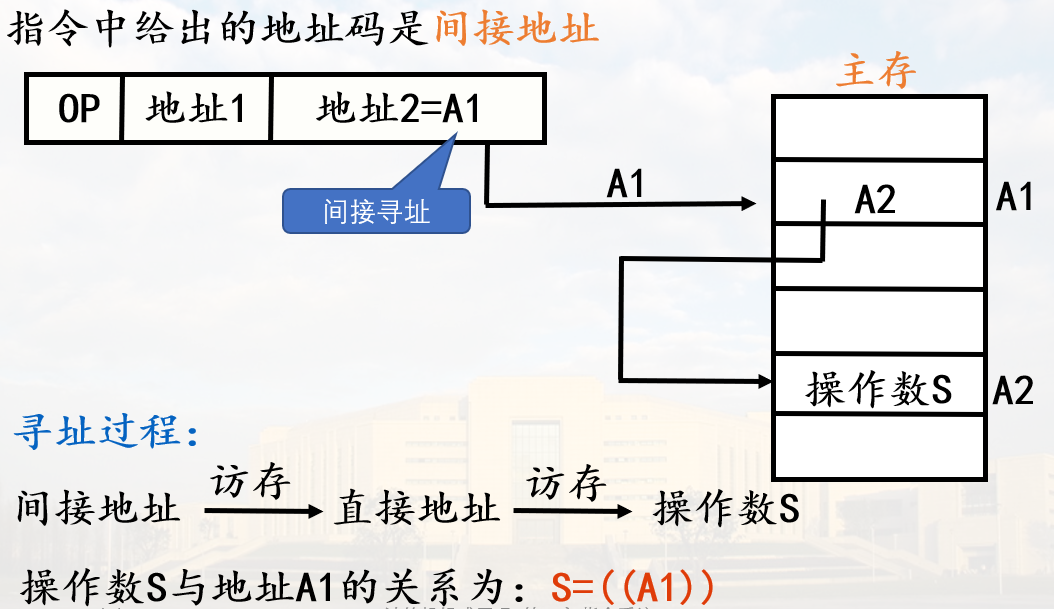 指令中给出的地址码是间接地址
主存
OP 地址1 地址2=A1
间接寻址
A1
A2
A1
操作数S
A2
寻址过程：
间接地址 访存 直接地址 访存 操作数S
操作数S与地址A1的关系为：S=((A1))